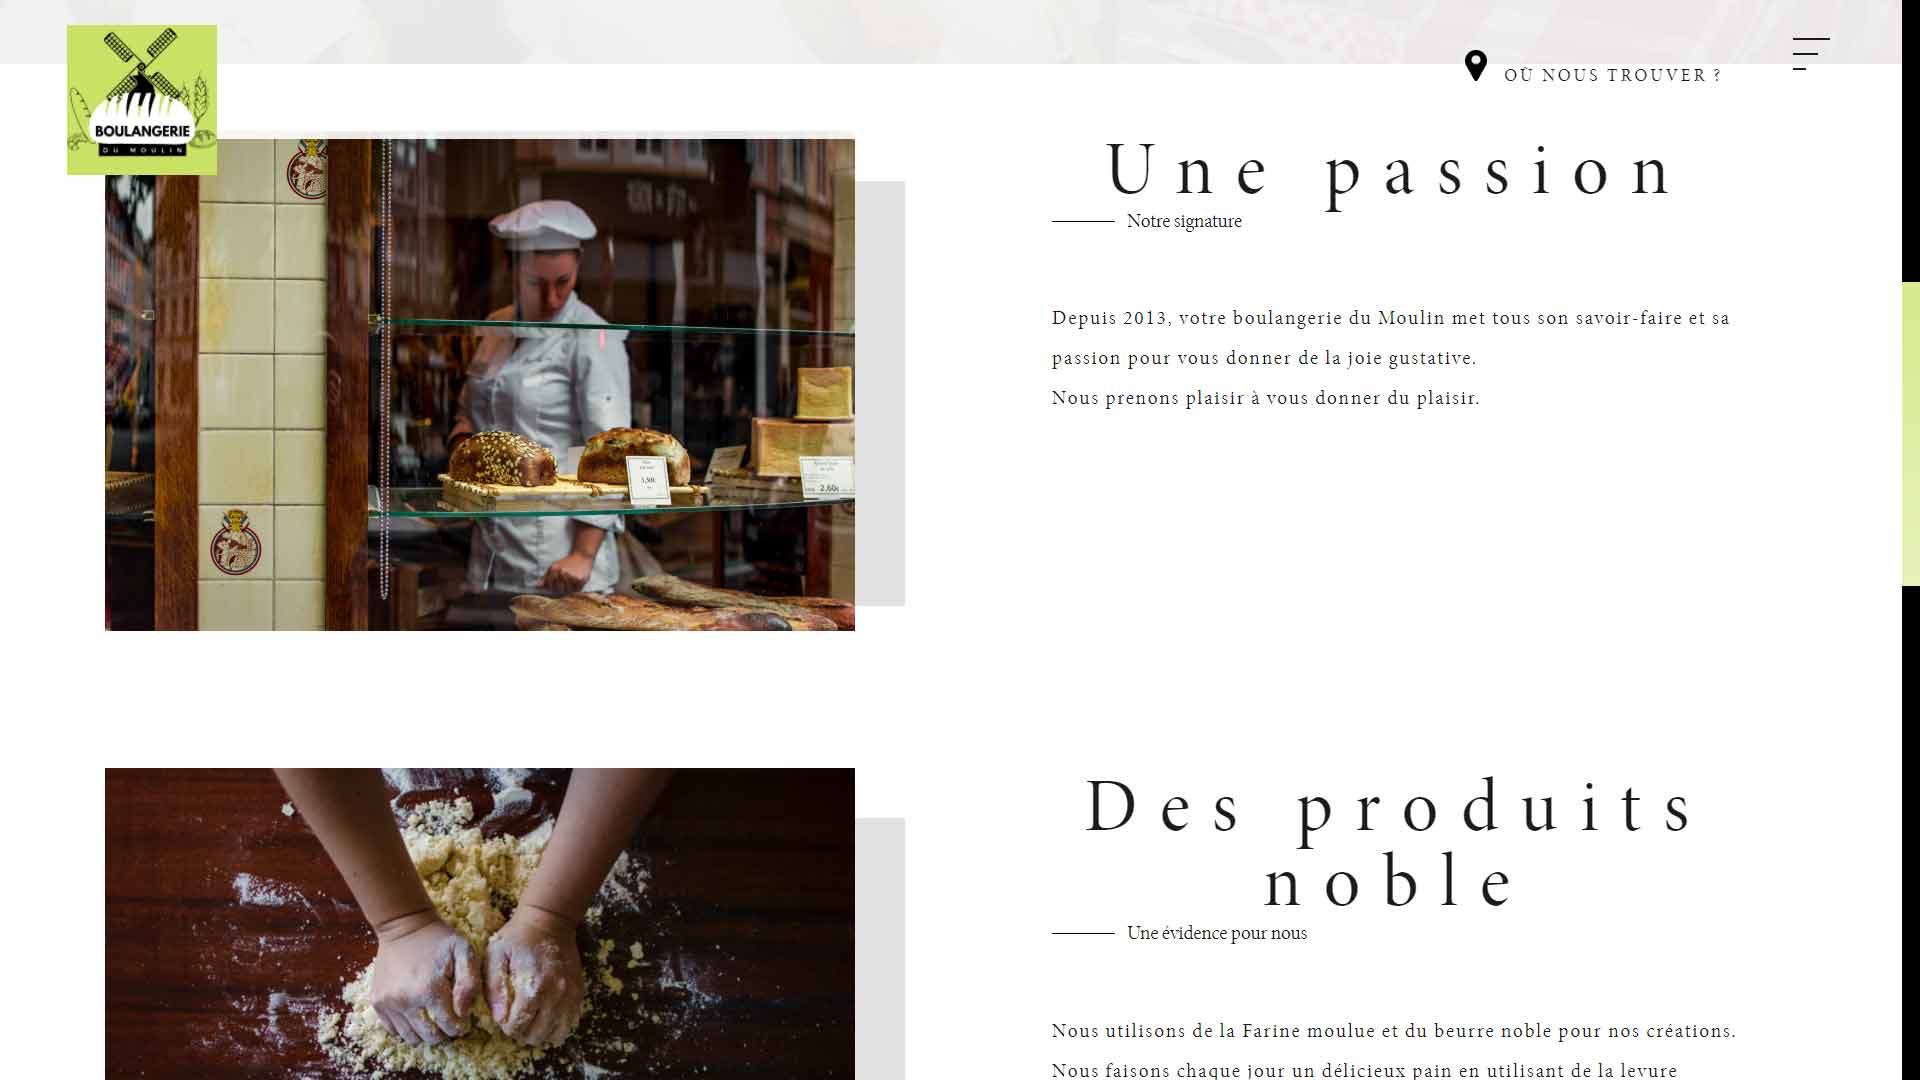 BOULANGERIE
DU MOULIN
OÙ NOUS TROUVER ?
Une passion
Notre signature
Depuis 2013, votre boulangerie du Moulin met tous son savoir-faire et sa
passion pour vous donner de la joie gustative.
Nous prenons plaisir à vous donner du plaisir.
2,60€
Des produits
noble
Une évidence pour nous
Nous utilisons de la Farine moulue et du beurre noble pour nos créations.
Nous faisons chaque jour un délicieux pain en utilisant de la levure